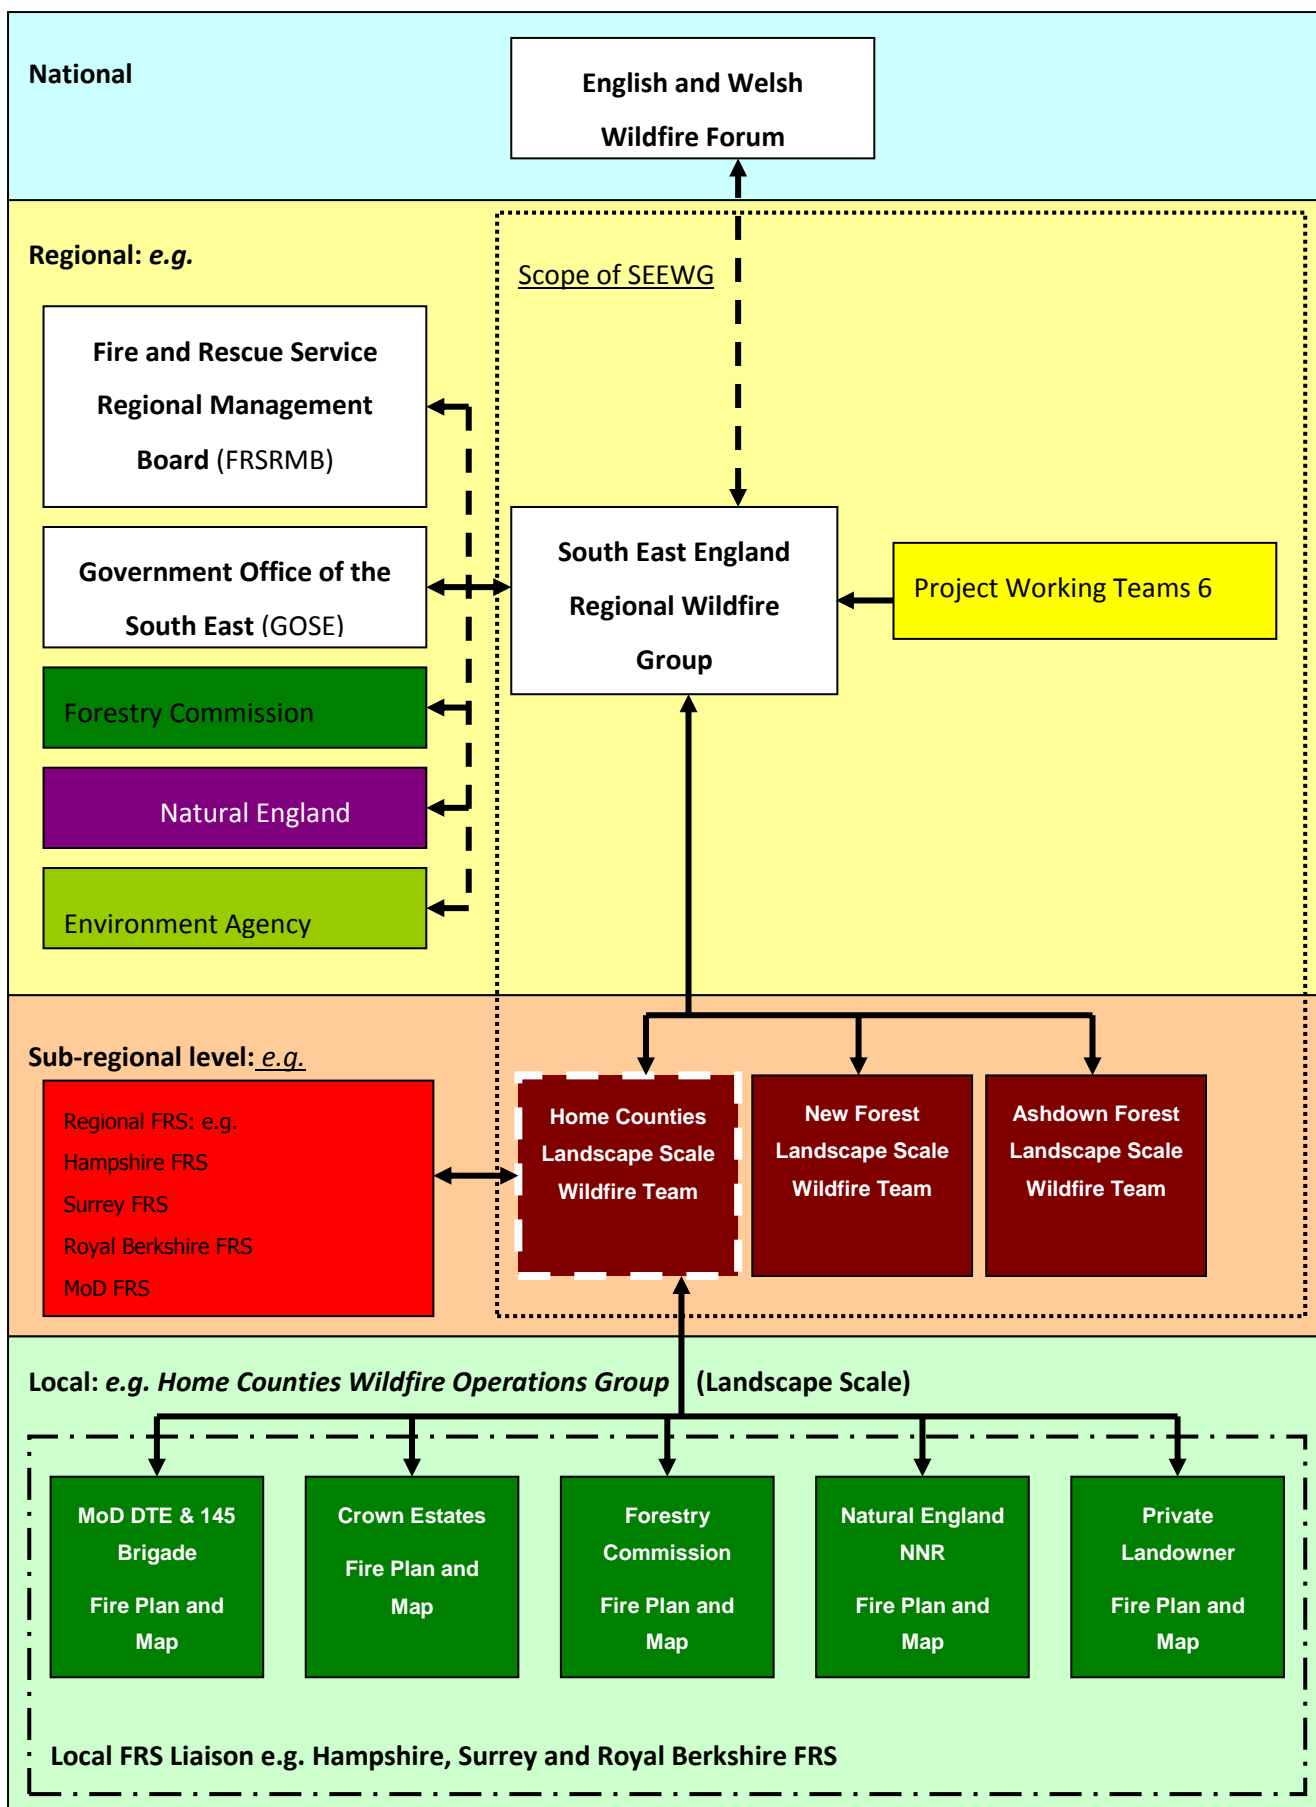 National
English and Welsh
Wildfire Forum
Regional: e.g.
Scope of SEEWG
Fire and Rescue Service
Regional Management
Board (FRSRMB)
Government Office of the
South East (GOSE)
Forestry Commission
Natural England
Environment Agency
South East England
Regional Wildfire
Group
Project Working Teams 6
Sub-regional level: e.g.
Regional FRS: e.g.
Hampshire FRS
Surrey FRS
Royal Berkshire FRS
MoD FRS
Home Counties
Landscape Scale
Wildfire Team
New Forest
Landscape Scale
Wildfire Team
Ashdown Forest
Landscape Scale
Wildfire Team
Local: e.g. Home Counties Wildfire Operations Group (Landscape Scale)
MoD DTE & 145
Brigade
Fire Plan and
Map
Crown Estates
Fire Plan and
Map
Forestry
Commission
Fire Plan and
Map
Natural England
NNR
Fire Plan and
Map
Private
Landowner
Fire Plan and
Map
Local FRS Liaison e.g. Hampshire, Surrey and Royal Berkshire FRS